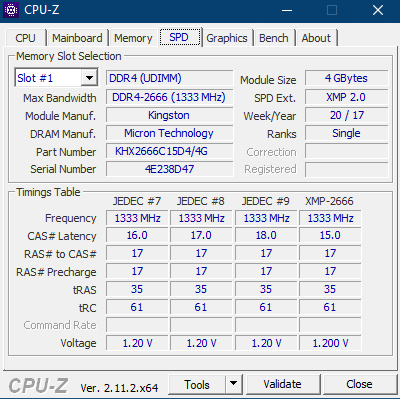 CPU-Z
CPU Mainboard Memory SPD Graphics Bench About
Memory Slot Selection
Slot #1 DDR4 (UDIMM) Module Size 4 GBytes
Max Bandwidth DDR4-2666 (1333 MHz) SPD Ext. XMP 2.0
Module Manuf. Kingston Week/Year 20 / 17
DRAM Manuf. Micron Technology Ranks Single
Part Number KHX2666C15D4/4G Correction
Serial Number 4E238D47 Registered
Timings Table
JEDEC #7 JEDEC #8 JEDEC #9 XMP-2666
Frequency 1333 MHz 1333 MHz 1333 MHz 1333 MHz
CAS# Latency 16.0 17.0 18.0 15.0
RAS# to CAS# 17 17 17 17
RAS# Precharge 17 17 17 17
tRAS 35 35 35 35
tRC 61 61 61 61
Command Rate
Voltage 1.20 V 1.20 V 1.20 V 1.200 V
CPU-Z Ver. 2.11.2.x64 Tools Validate Close